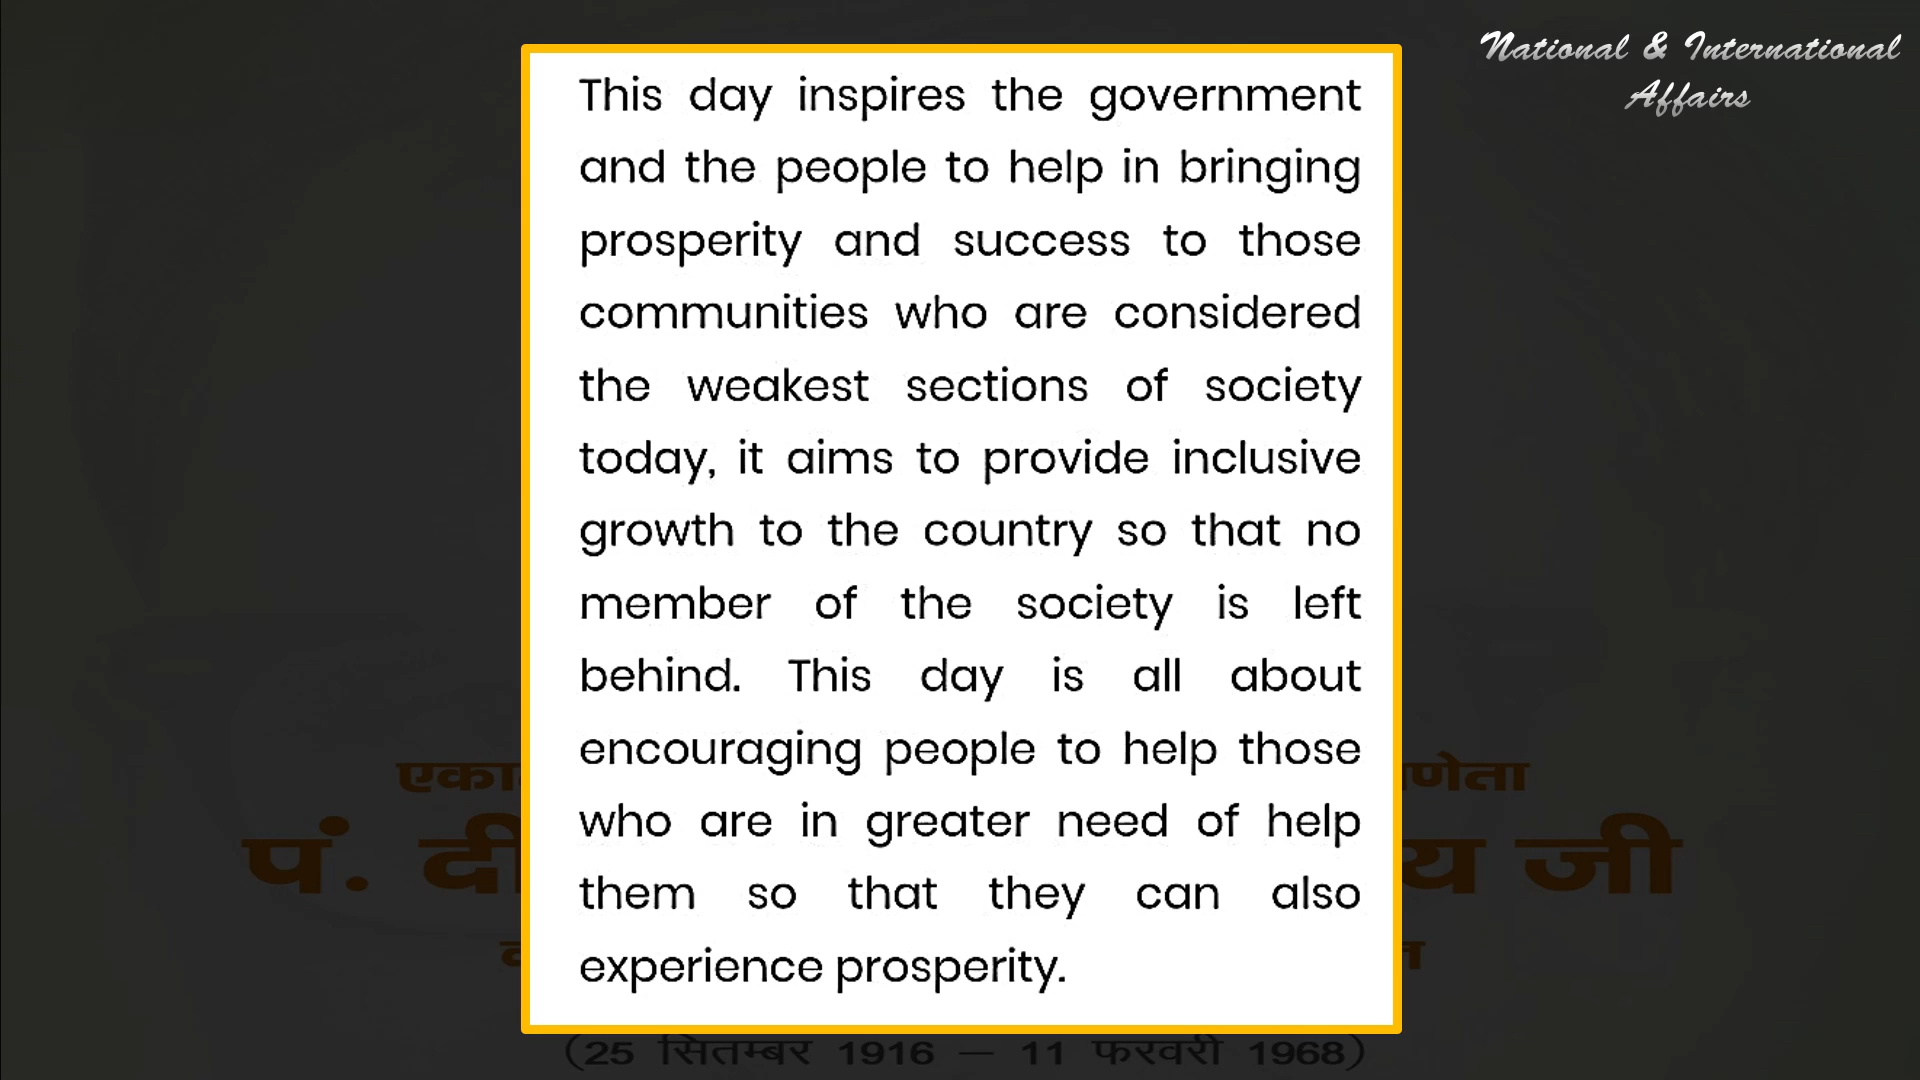 National & International
Affairs
This day inspires the government
and the people to help in bringing
prosperity and success to those
communities who are considered
the weakest sections of society
today, it aims to provide inclusive
growth to the country so that no
member of the society is left
behind. This day is all about
encouraging people to help those
who are in greater need of help
them so that they can also
experience prosperity.
पं. जी
(25 सितम्बर 1916 – 11 फरवरी 1968)